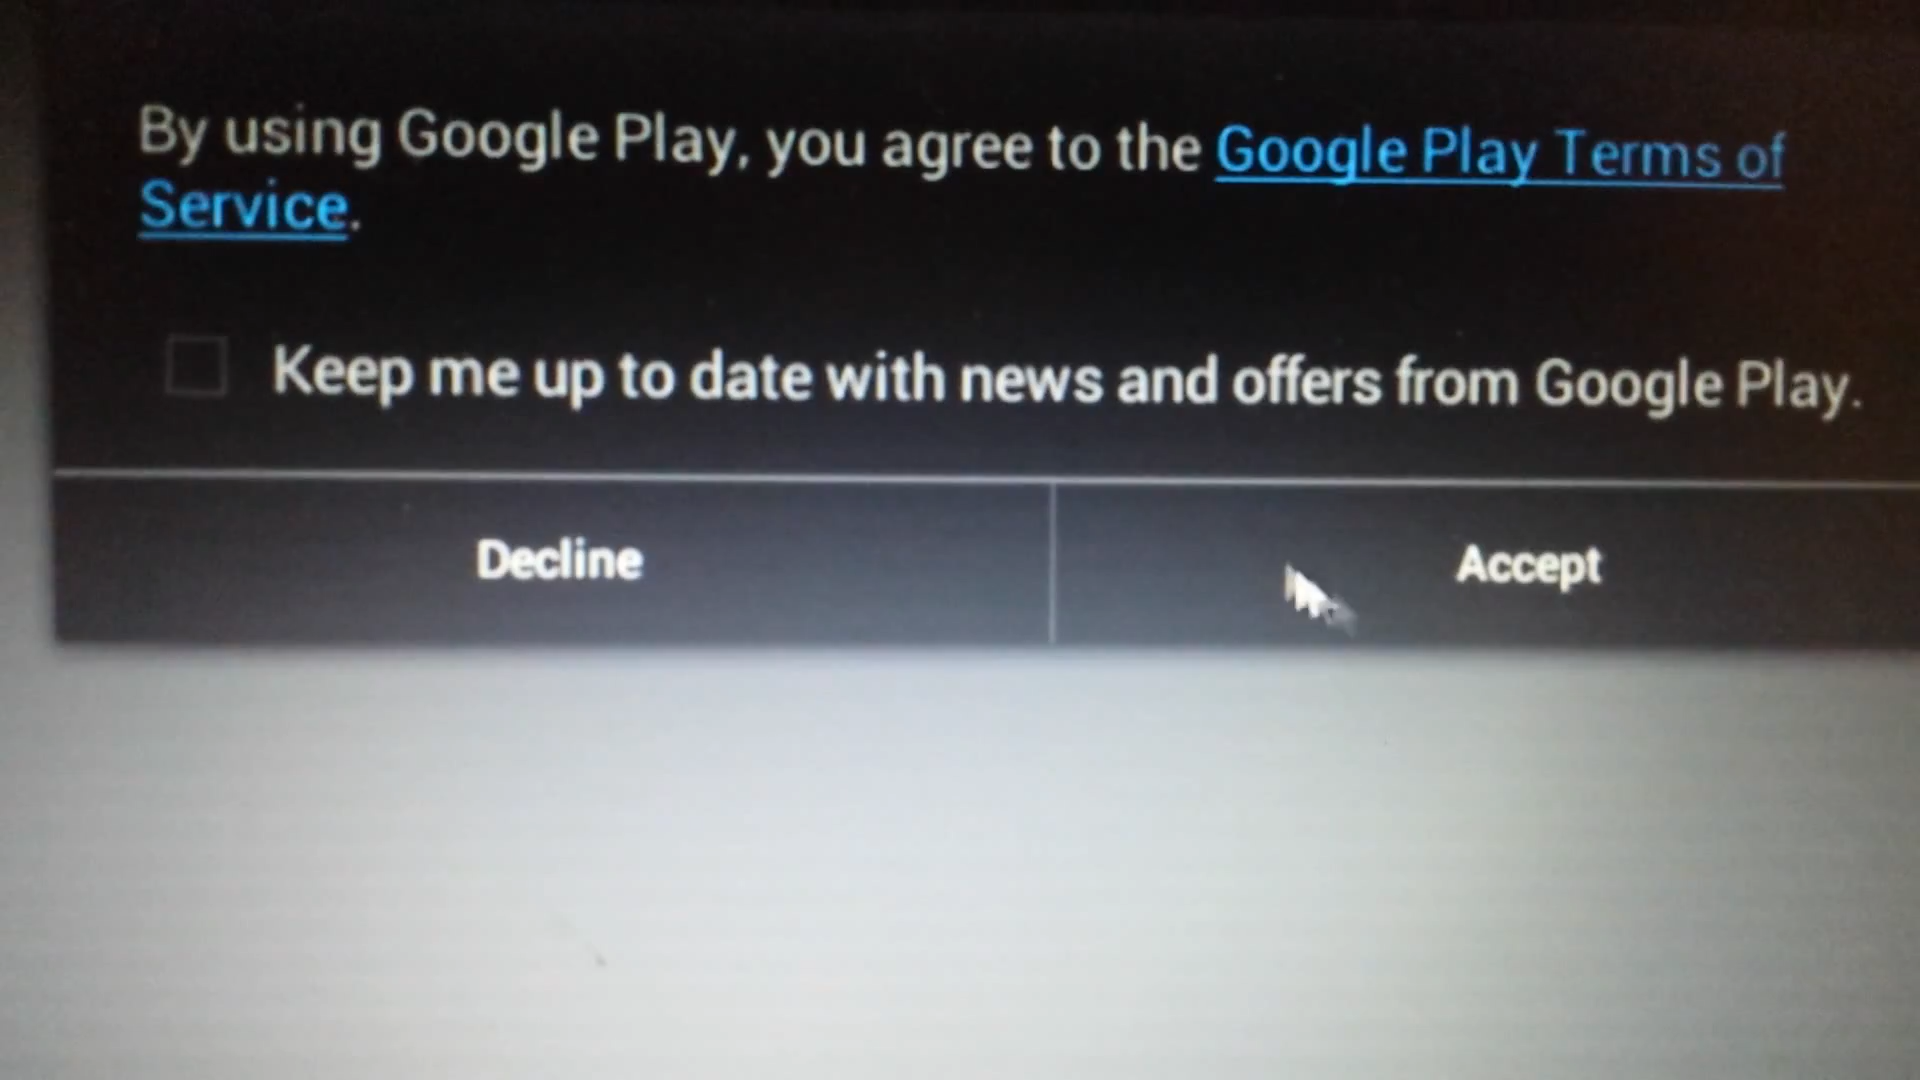 By using Google Play, you agree to the Google Play Terms of
Service.
Keep me up to date with news and offers from Google Play.
Decline
Accept